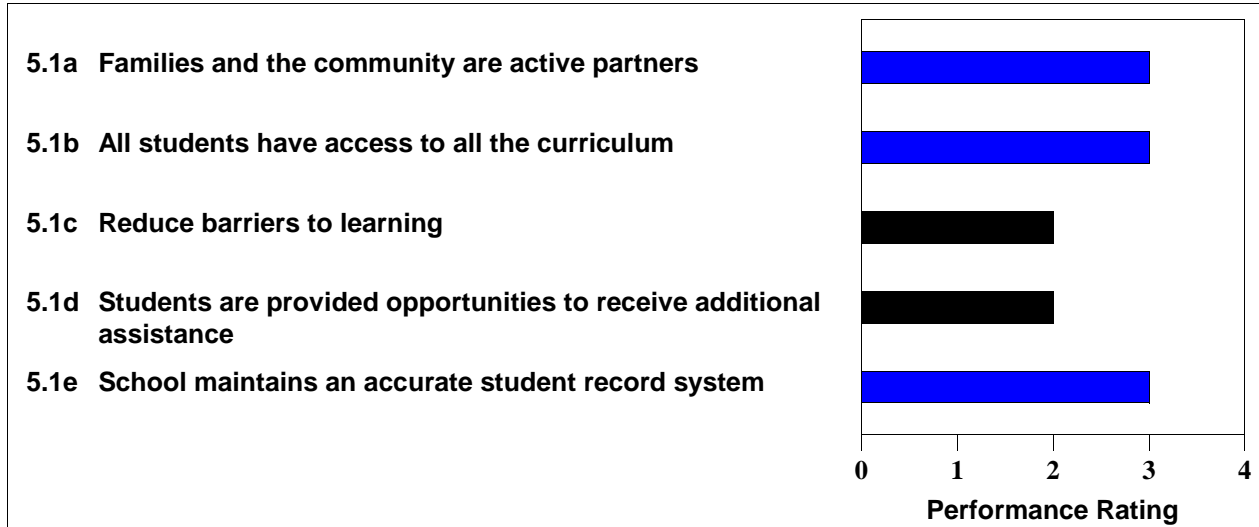 5.1a Families and the community are active partners
5.1b All students have access to all the curriculum
5.1c Reduce barriers to learning
5.1d Students are provided opportunities to receive additional
assistance
5.1e School maintains an accurate student record system
0 1 2 3 4
Performance Rating